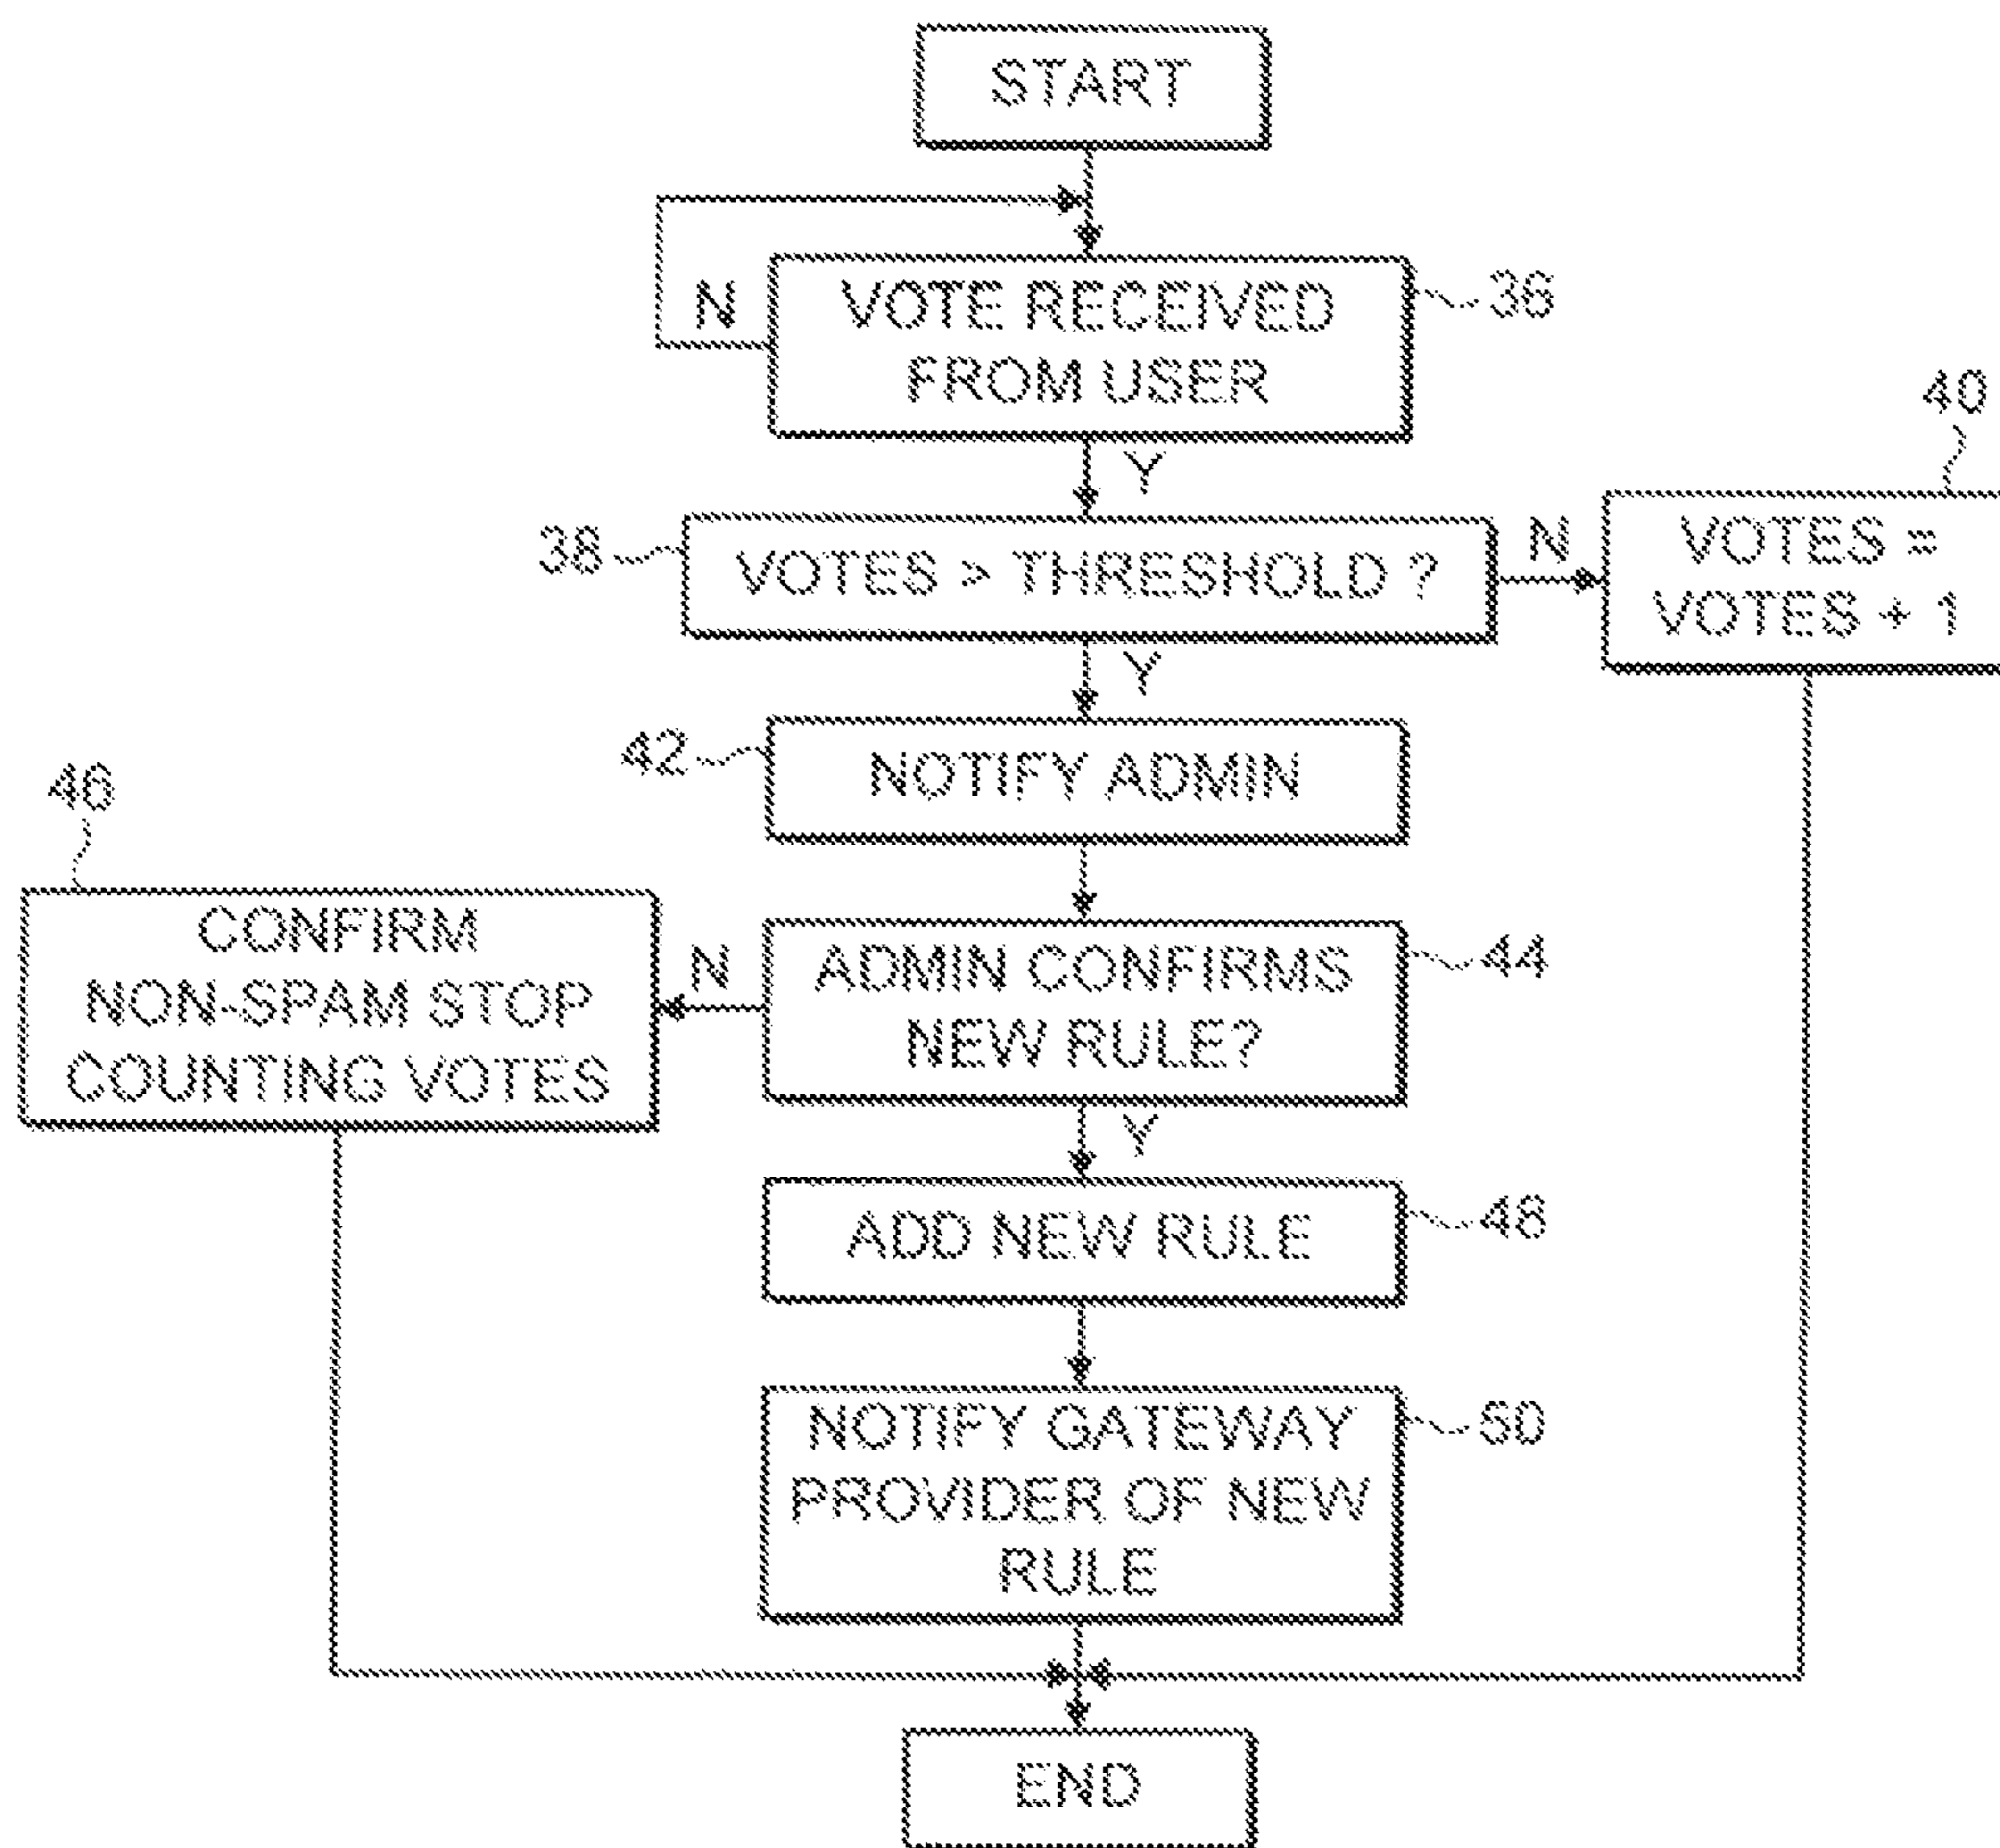 START
N
VOTE RECEIVED
FROM USER
36
Y
40
38
VOTES > THRESHOLD ?
N
VOTES =
VOTES + 1
Y
42
NOTIFY ADMIN
46
CONFIRM
NON-SPAM STOP
COUNTING VOTES
N
ADMIN CONFIRMS
NEW RULE?
44
Y
ADD NEW RULE
48
NOTIFY GATEWAY
PROVIDER OF NEW
RULE
50
END